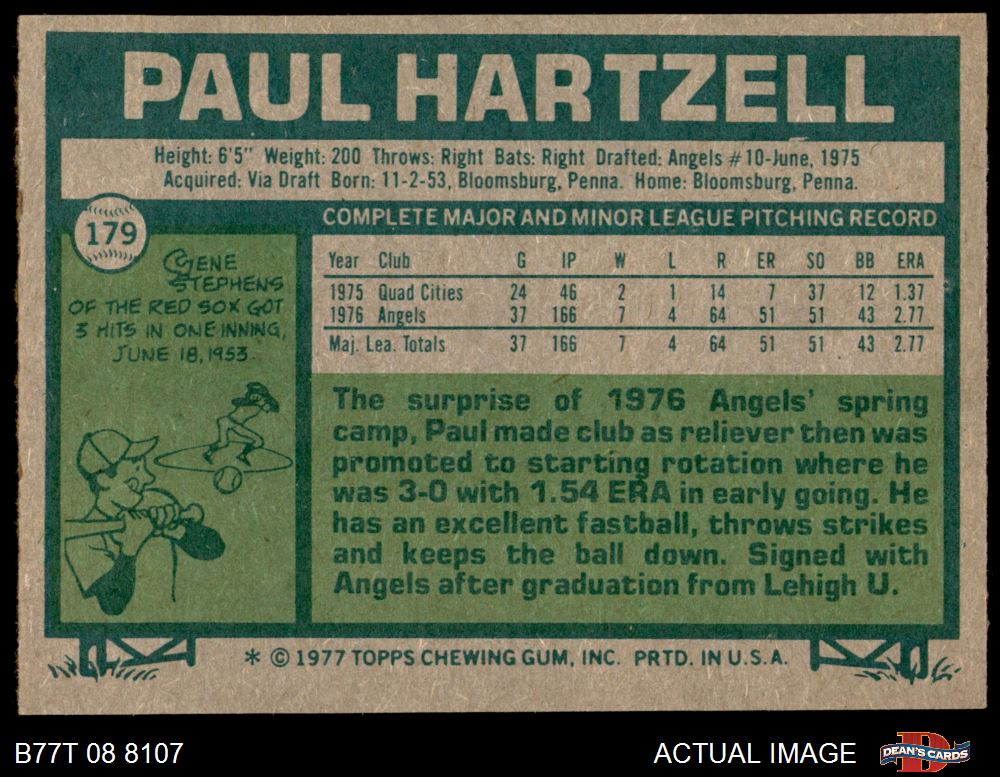 PAUL HARTZELL
Height: 6'5" Weight: 200 Throws: Right Bats: Right Drafted: Angels #10-June, 1975
Acquired: Via Draft Born: 11-2-53, Bloomsburg, Penna. Home: Bloomsburg, Penna.
179
GENE
STEPHENS
OF THE RED SOX GOT
3 HITS IN ONE INNING,
JUNE 18, 1953.
COMPLETE MAJOR AND MINOR LEAGUE PITCHING RECORD
Year Club G IP W L R ER SO BB ERA
1975 Quad Cities 24 46 2 1 14 7 37 12 1.37
1976 Angels 37 166 7 4 64 51 51 43 2.77
Maj. Lea. Totals 37 166 7 4 64 51 51 43 2.77
The surprise of 1976 Angels' spring
camp, Paul made club as reliever then was
promoted to starting rotation where he
was 3-0 with 1.54 ERA in early going. He
has an excellent fastball, throws strikes
and keeps the ball down. Signed with
Angels after graduation from Lehigh U.
* © 1977 TOPPS CHEWING GUM, INC. PRTD. IN U.S.A.
B77T 08 8107
ACTUAL IMAGE
D
DEAN'S CARDS